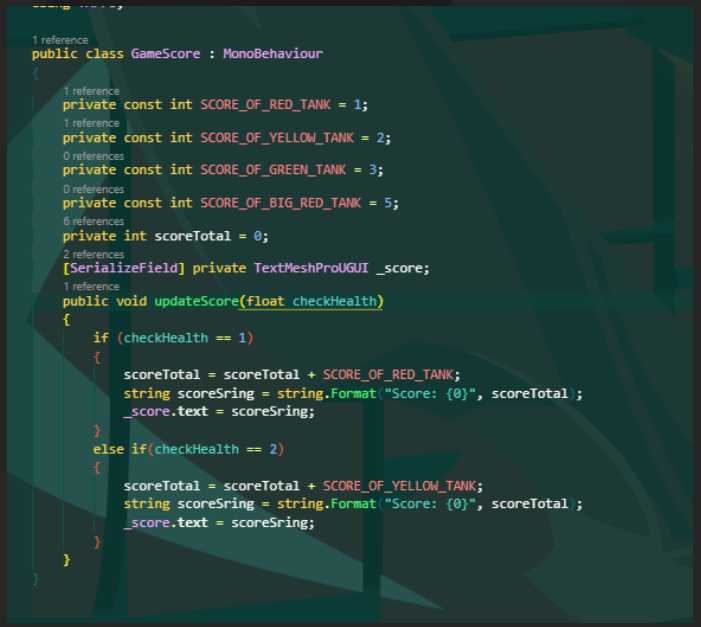 1 reference
public class GameScore : MonoBehaviour
{
1 reference
private const int SCORE_OF_RED_TANK = 1;
1 reference
private const int SCORE_OF_YELLOW_TANK = 2;
0 references
private const int SCORE_OF_GREEN_TANK = 3;
0 references
private const int SCORE_OF_BIG_RED_TANK = 5;
6 references
private int scoreTotal = 0;
2 references
[SerializeField] private TextMeshProUGUI _score;
1 reference
public void updateScore(float checkHealth)
{
if (checkHealth == 1)
{
scoreTotal = scoreTotal + SCORE_OF_RED_TANK;
string scoreSring = string.Format("Score: {0}", scoreTotal);
_score.text = scoreSring;
}
else if(checkHealth == 2)
{
scoreTotal = scoreTotal + SCORE_OF_YELLOW_TANK;
string scoreSring = string.Format("Score: {0}", scoreTotal);
_score.text = scoreSring;
}
}
}